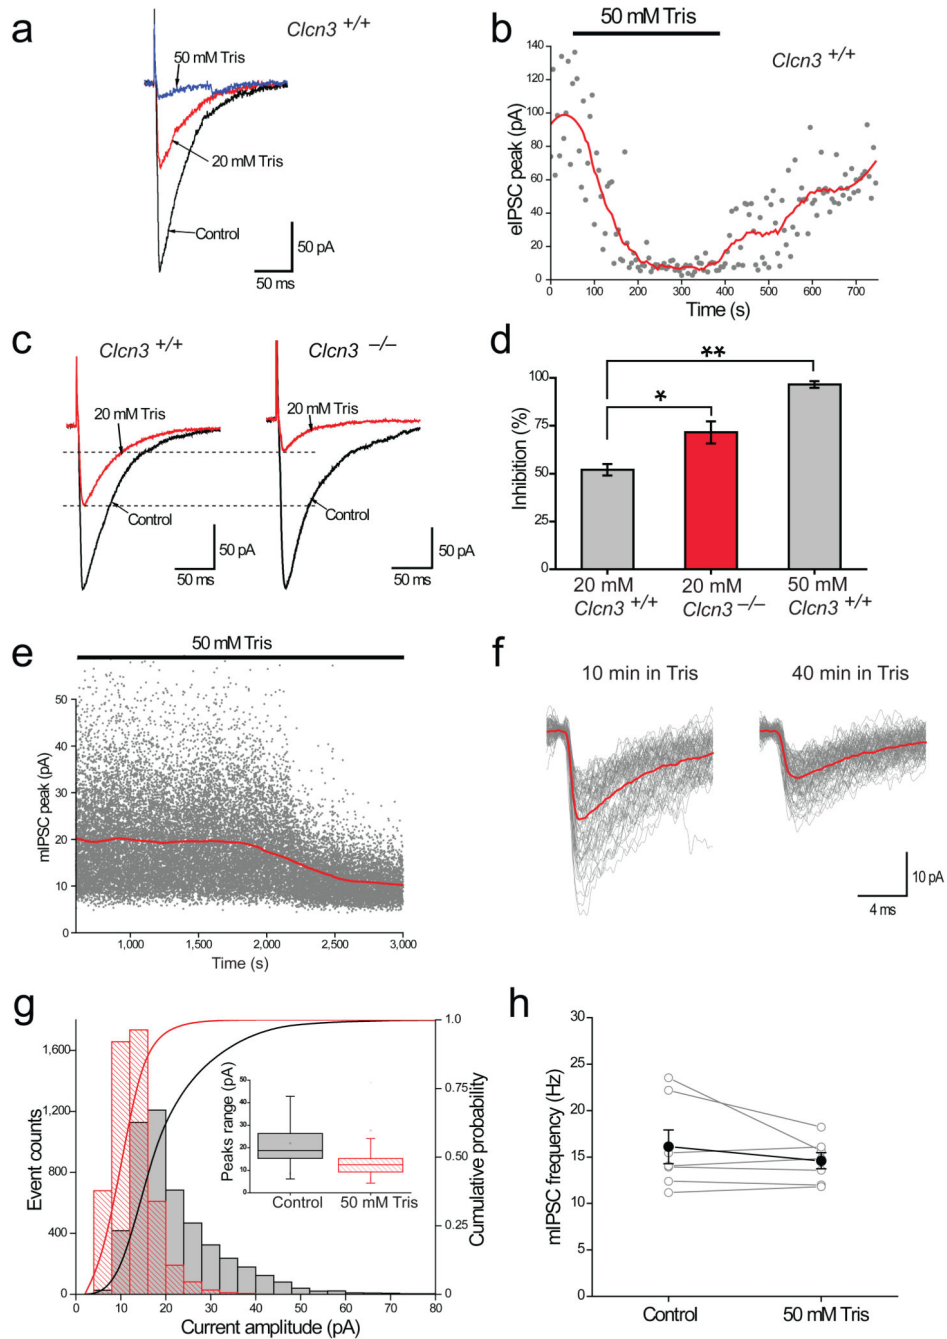 a
Clcn3 +/+
50 mM Tris
20 mM Tris
Control
50 pA
50 ms
b
50 mM Tris
Clcn3 +/+
eIPSC peak (pA)
140
120
100
80
60
40
20
0
0 100 200 300 400 500 600 700
Time (s)
c
Clcn3 +/+
Clcn3 –/–
20 mM Tris
20 mM Tris
Control
Control
50 pA
50 ms
50 pA
50 ms
d
**
*
Inhibition (%)
100
75
50
25
0
20 mM 20 mM 50 mM
Clcn3 +/+ Clcn3 –/– Clcn3 +/+
e
50 mM Tris
mIPSC peak (pA)
50
40
30
20
10
0
1,000 1,500 2,000 2,500 3,000
Time (s)
f
10 min in Tris
40 min in Tris
10 pA
4 ms
g
Event counts
1,600
1,200
800
400
0
0 10 20 30 40 50 60 70 80
Current amplitude (pA)
Cumulative probability
1.0
0.75
0.50
0.25
0
Peaks range (pA)
50
40
30
20
10
0
Control 50 mM Tris
h
mIPSC frequency (Hz)
30
25
20
15
10
5
0
Control 50 mM Tris